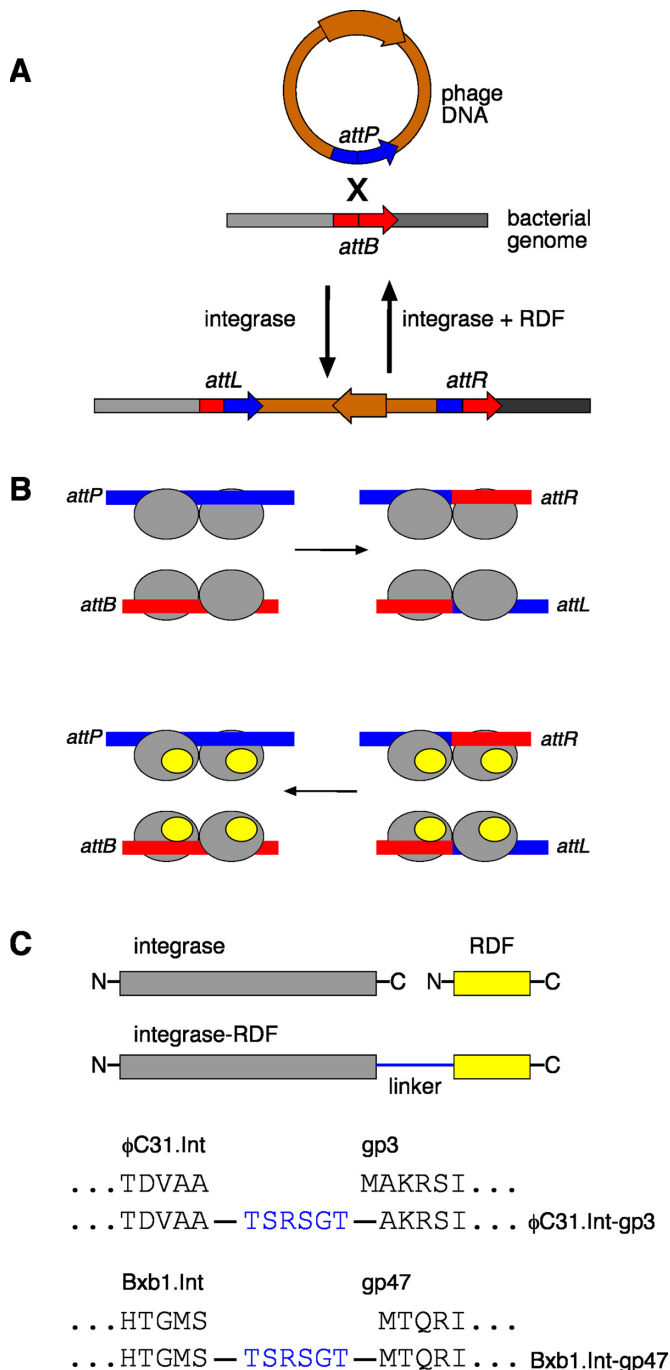 A
phage
DNA
attP
X
bacterial
genome
attB
integrase
integrase + RDF
attL
attR
B
attP
attR
attB
attL
attP
attR
attB
attL
C
integrase
RDF
N
C
N
C
integrase-RDF
N
linker
C
ϕC31.Int
gp3
...TDVAA
MAKRSI...
...TDVAA — TSRSGT — AKRSI... ϕC31.Int-gp3
Bxb1.Int
gp47
...HTGMS
MTQRI...
...HTGMS — TSRSGT — MTQRI... Bxb1.Int-gp47